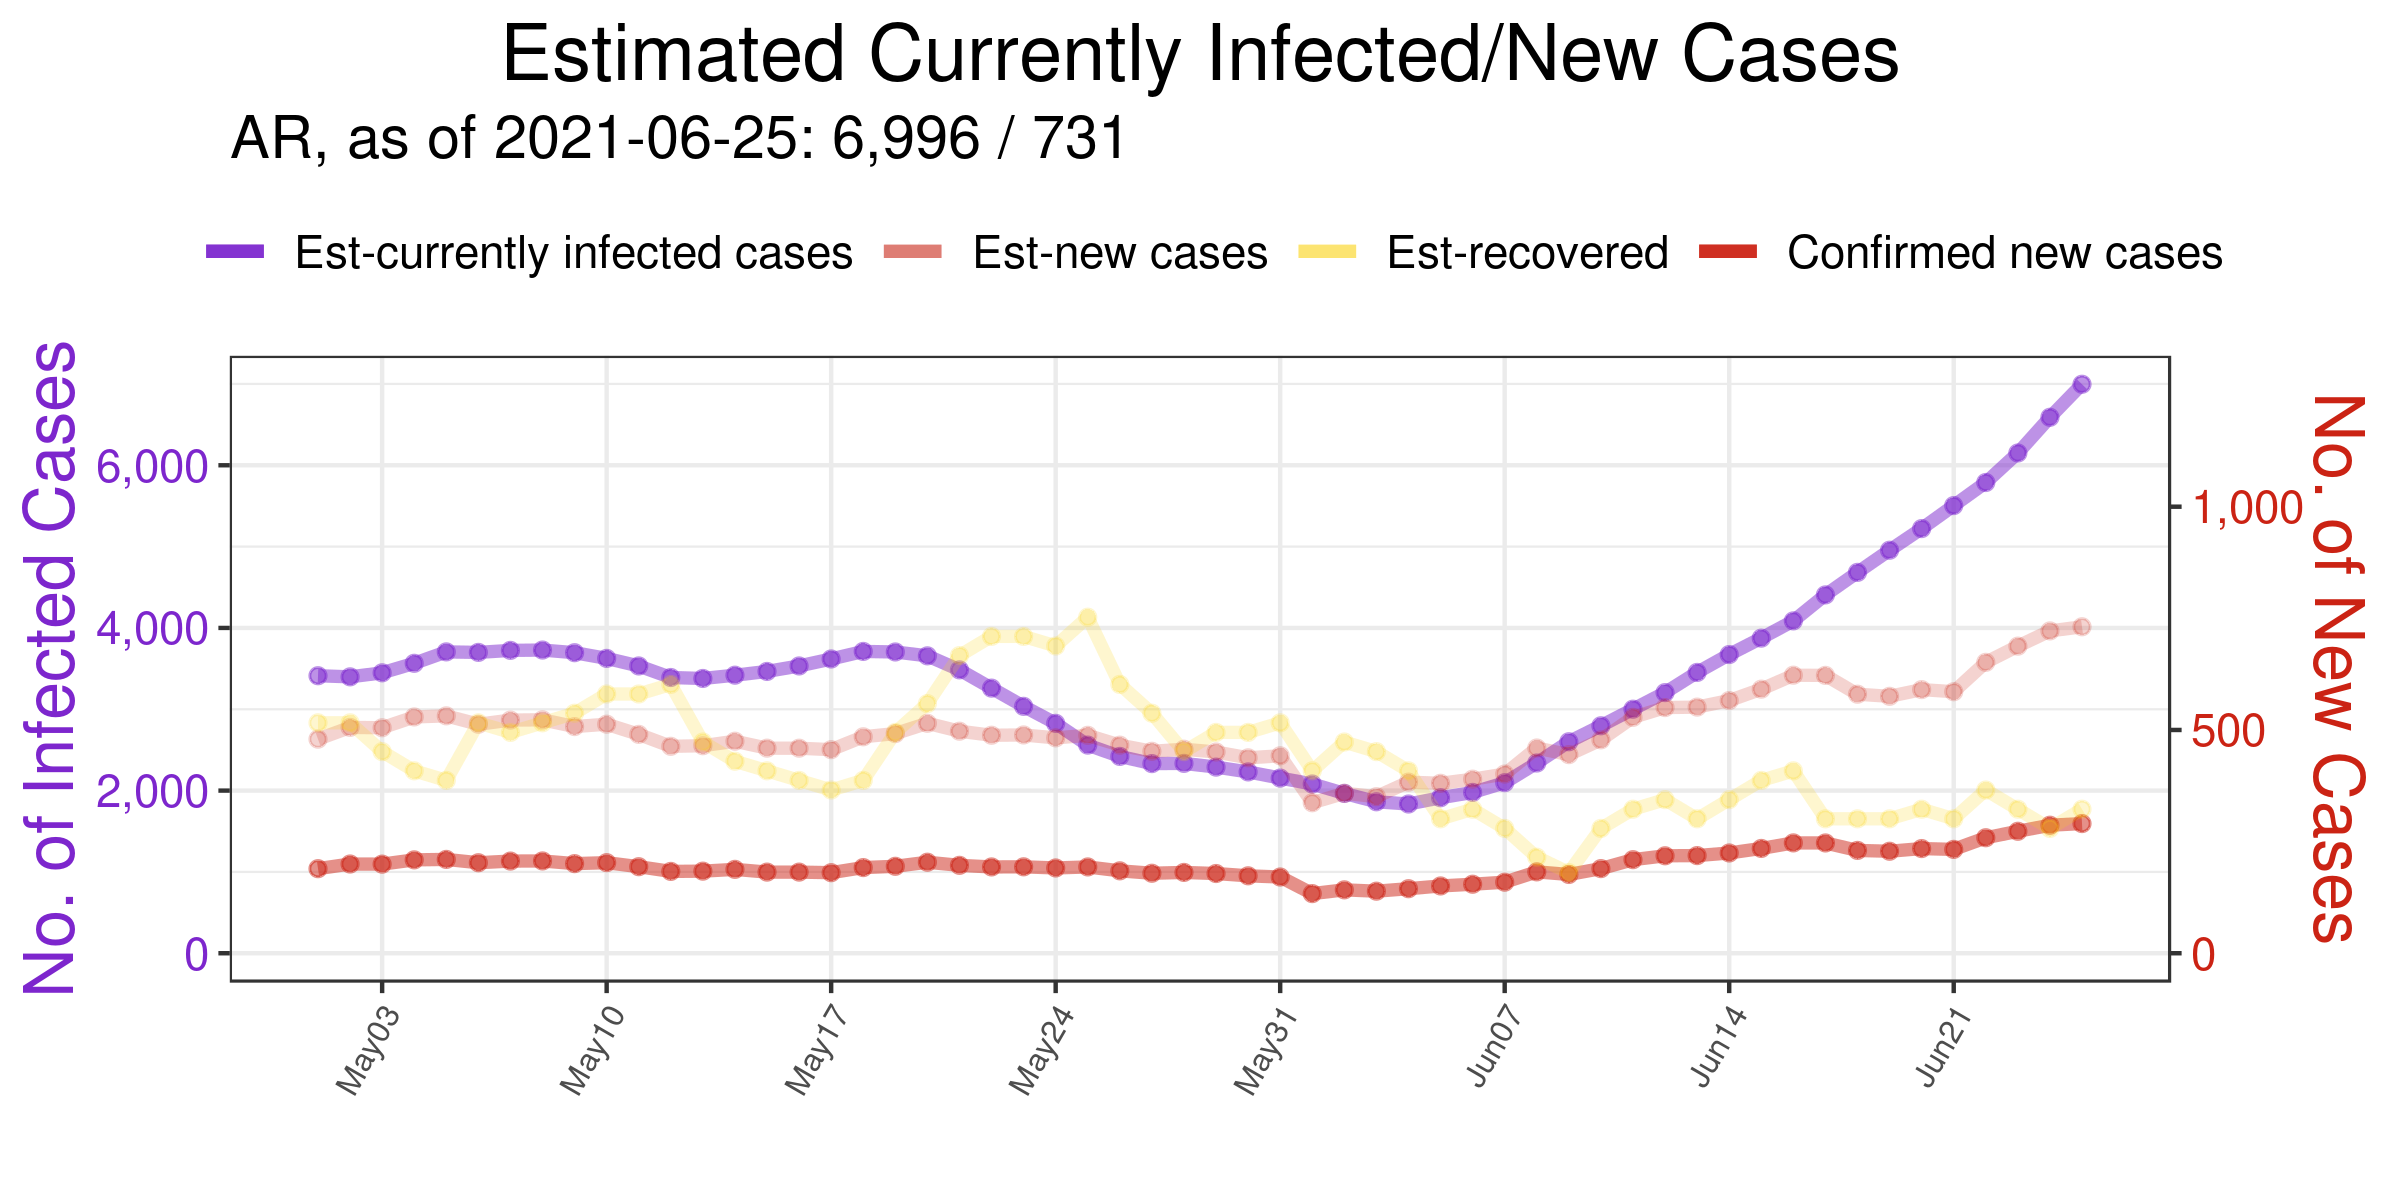 Estimated Currently Infected/New Cases
AR, as of 2021-06-25: 6,996 / 731
Est-currently infected cases Est-new cases Est-recovered Confirmed new cases
No. of Infected Cases
6,000
4,000
2,000
0
1,000
500
0
No. of New Cases
May03 May10 May17 May24 May31 Jun07 Jun14 Jun21